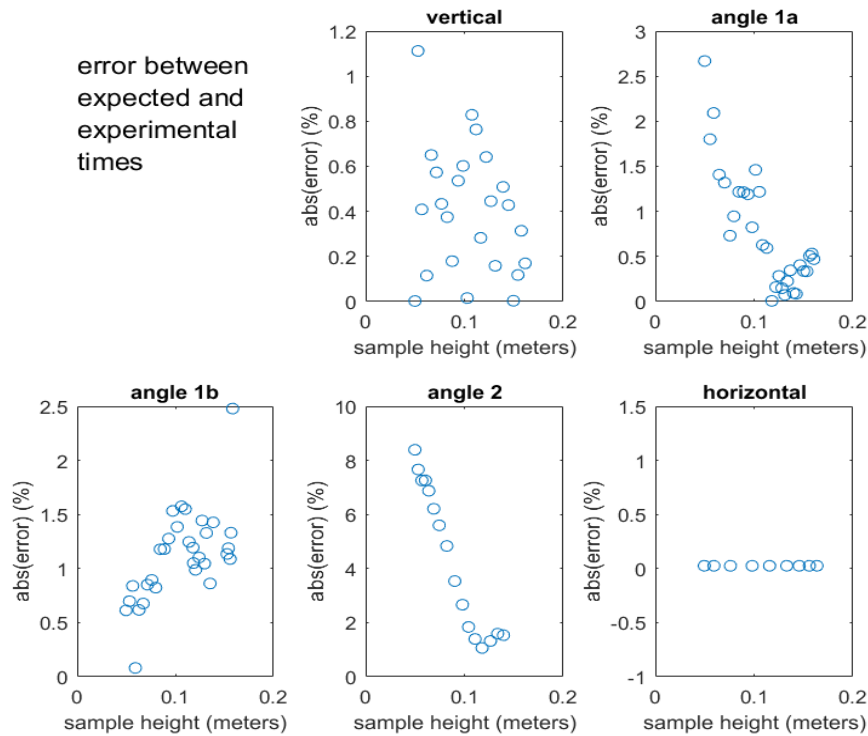 error between
expected and
experimental
times
vertical
abs(error) (%)
1.2
1
0.8
0.6
0.4
0.2
0
0 0.1 0.2
sample height (meters)
angle 1a
abs(error) (%)
3
2.5
2
1.5
1
0.5
0
0 0.1 0.2
sample height (meters)
angle 1b
abs(error) (%)
2.5
2
1.5
1
0.5
0
0 0.1 0.2
sample height (meters)
angle 2
abs(error) (%)
10
8
6
4
2
0
0 0.1 0.2
sample height (meters)
horizontal
abs(error) (%)
1.5
1
0.5
0
-0.5
-1
0 0.1 0.2
sample height (meters)